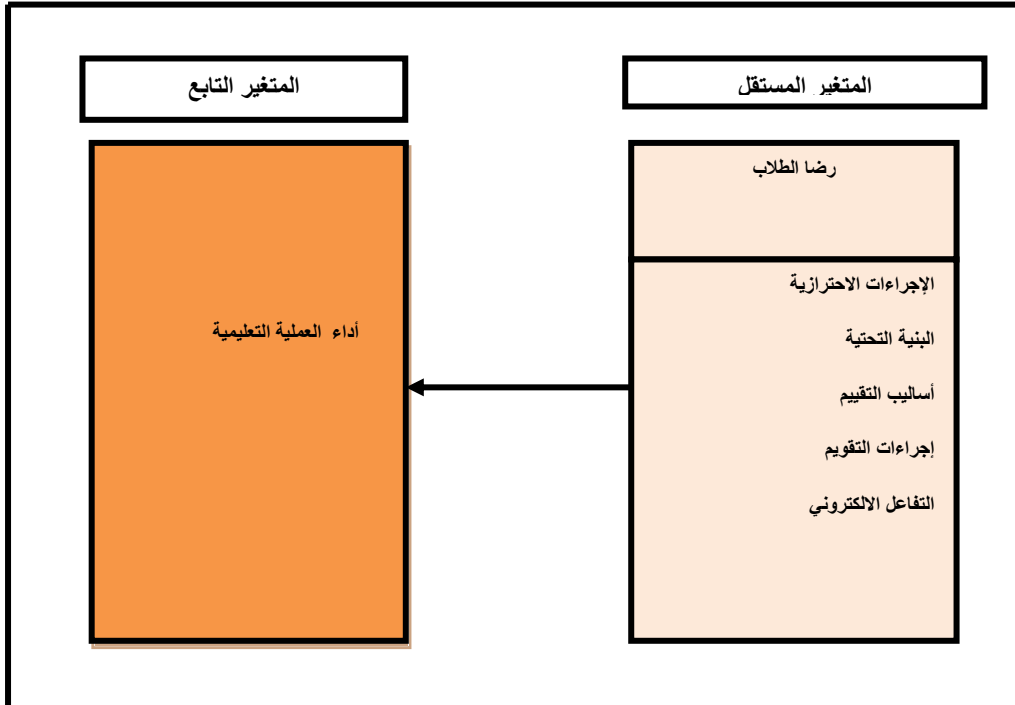 المتغير المستقل
المتغير التابع
رضا الطلاب
الإجراءات الاحترازية
البنية التحتية
أساليب التقييم
إجراءات التقويم
التفاعل الالكتروني
أداء العملية التعليمية